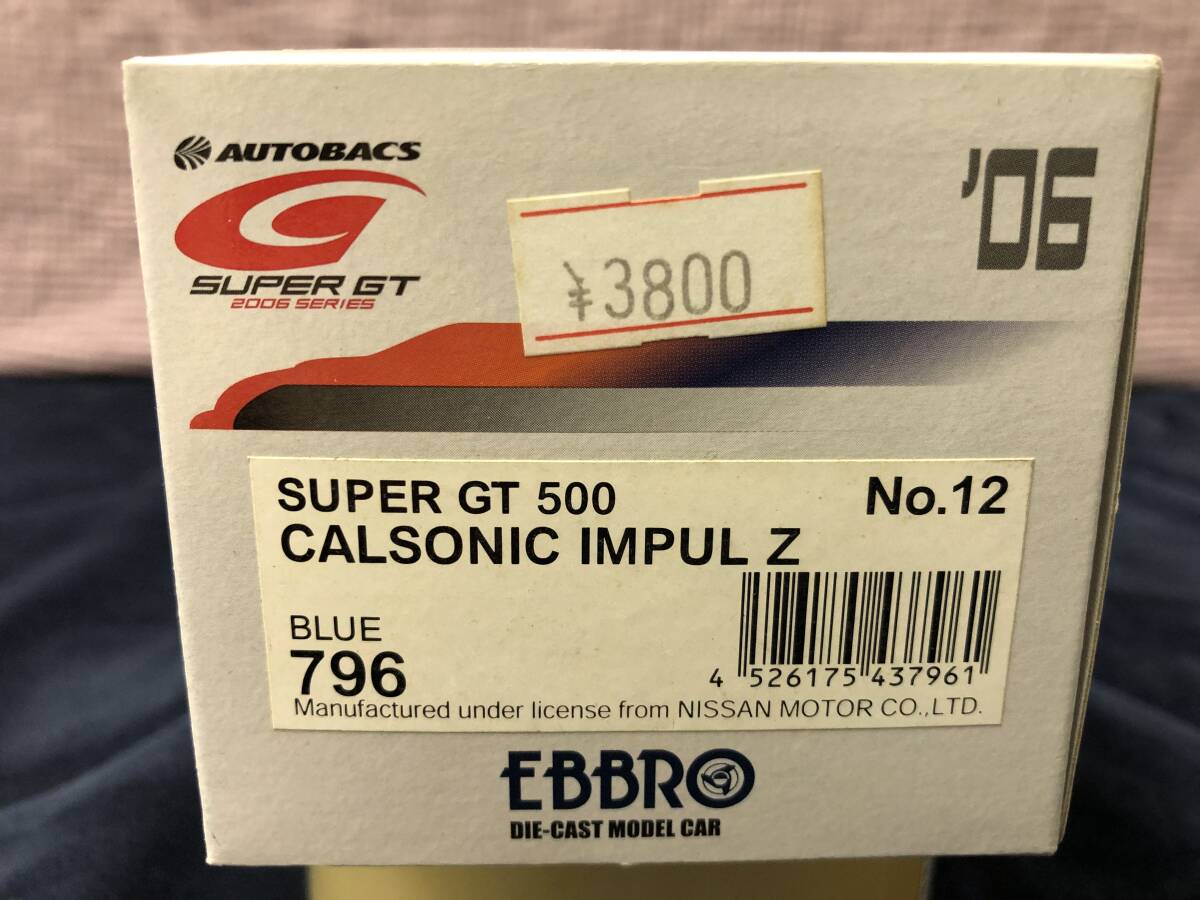 AUTOBACS
SUPER GT
2006 SERIES
'06
¥3800
SUPER GT 500 No.12
CALSONIC IMPUL Z
BLUE
796
4 526175 437961
Manufactured under license from NISSAN MOTOR CO.,LTD.
EBBRO
DIE-CAST MODEL CAR